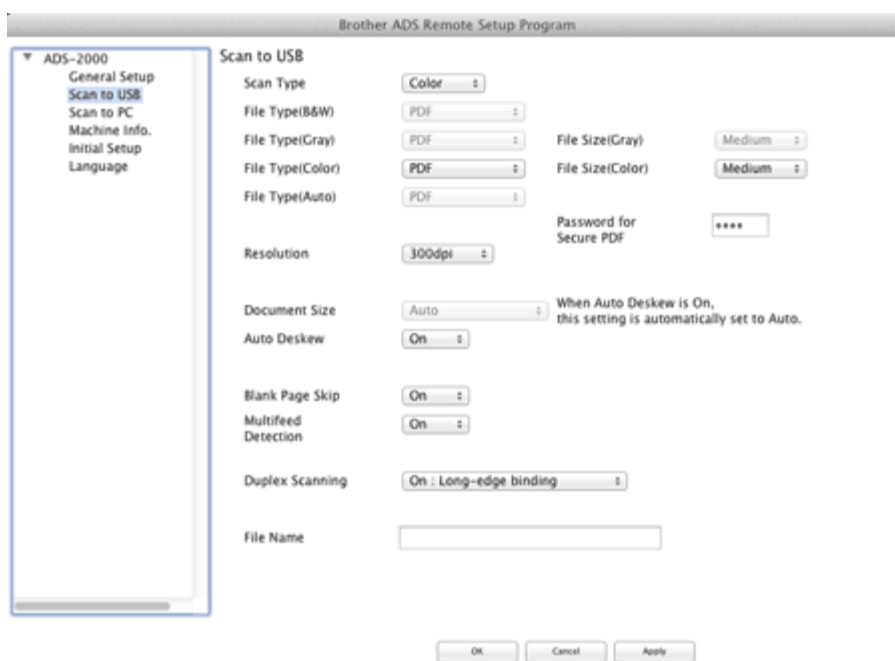 Brother ADS Remote Setup Program
ADS-2000
General Setup
Scan to USB
Scan to PC
Machine Info.
Initial Setup
Language
Scan to USB
Scan Type Color
File Type(B&W) PDF
File Type(Gray) PDF File Size(Gray) Medium
File Type(Color) PDF File Size(Color) Medium
File Type(Auto) PDF
Password for
Secure PDF
Resolution 300dpi
Document Size Auto When Auto Deskew is On,
this setting is automatically set to Auto.
Auto Deskew On
Blank Page Skip On
Multifeed
Detection On
Duplex Scanning On : Long-edge binding
File Name
OK Cancel Apply